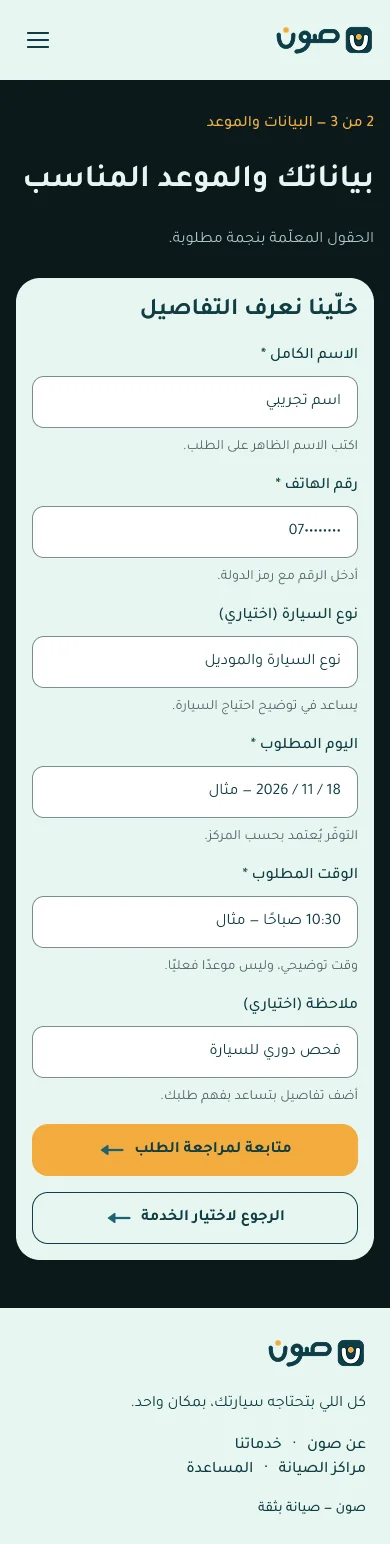 صون
2 من 3 – البيانات والموعد
بياناتك والموعد المناسب
الحقول المعلّمة بنجمة مطلوبة.
خلّينا نعرف التفاصيل
الاسم الكامل *
اسم تجريبي
اكتب الاسم الظاهر على الطلب.
رقم الهاتف *
07••••••••
أدخل الرقم مع رمز الدولة.
نوع السيارة (اختياري)
نوع السيارة والموديل
يساعد في توضيح احتياج السيارة.
اليوم المطلوب *
18 / 11 / 2026 – مثال
التوفّر يُعتمد بحسب المركز.
الوقت المطلوب *
10:30 صباحًا – مثال
وقت توضيحي، وليس موعدًا فعليًا.
ملاحظة (اختياري)
فحص دوري للسيارة
أضف تفاصيل بتساعد بفهم طلبك.
متابعة لمراجعة الطلب
الرجوع لاختيار الخدمة
صون
كل اللي بتحتاجه سيارتك، بمكان واحد.
عن صون · خدماتنا
مراكز الصيانة · المساعدة
صون – صيانة بثقة